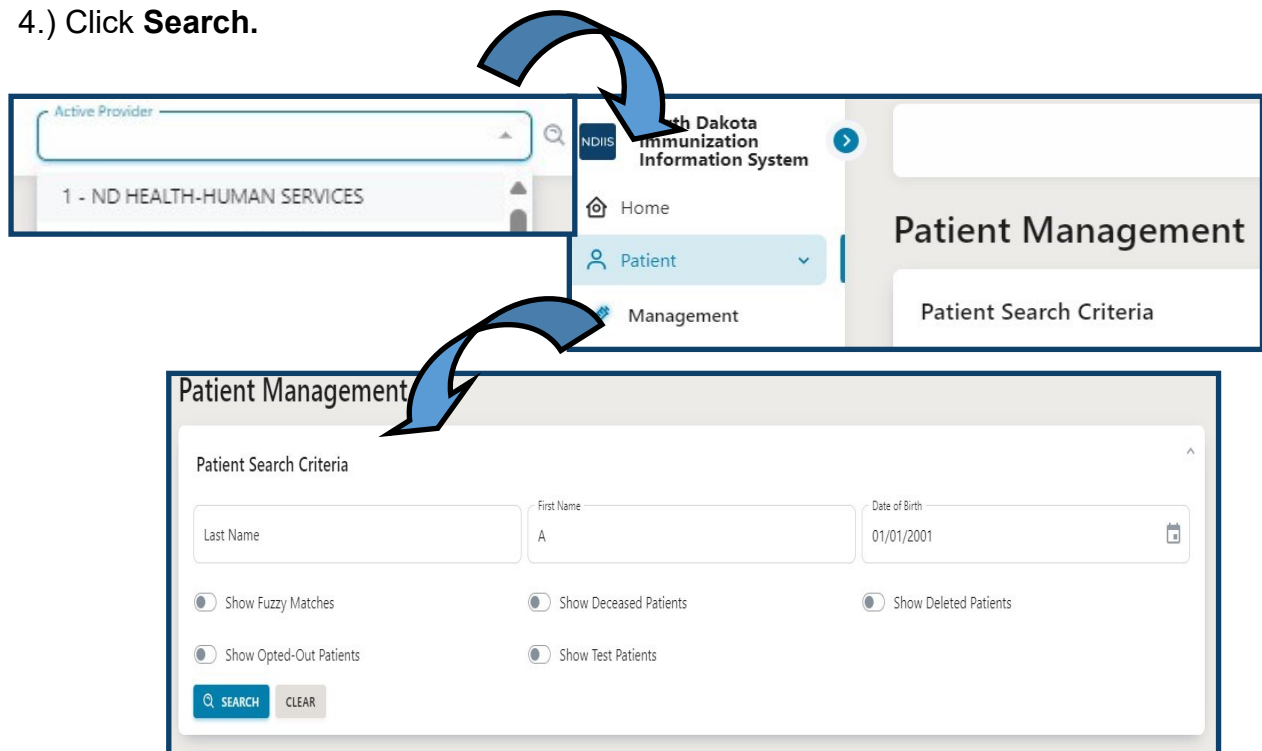 4.) Click Search.
Active Provider
1 - ND HEALTH-HUMAN SERVICES
NDIIS
Dakota
Immunization
Information System
Home
Patient
Management
Patient Management
Patient Search Criteria
Patient Management
Patient Search Criteria
Last Name
First Name
A
Date of Birth
01/01/2001
Show Fuzzy Matches
Show Deceased Patients
Show Deleted Patients
Show Opted-Out Patients
Show Test Patients
SEARCH
CLEAR